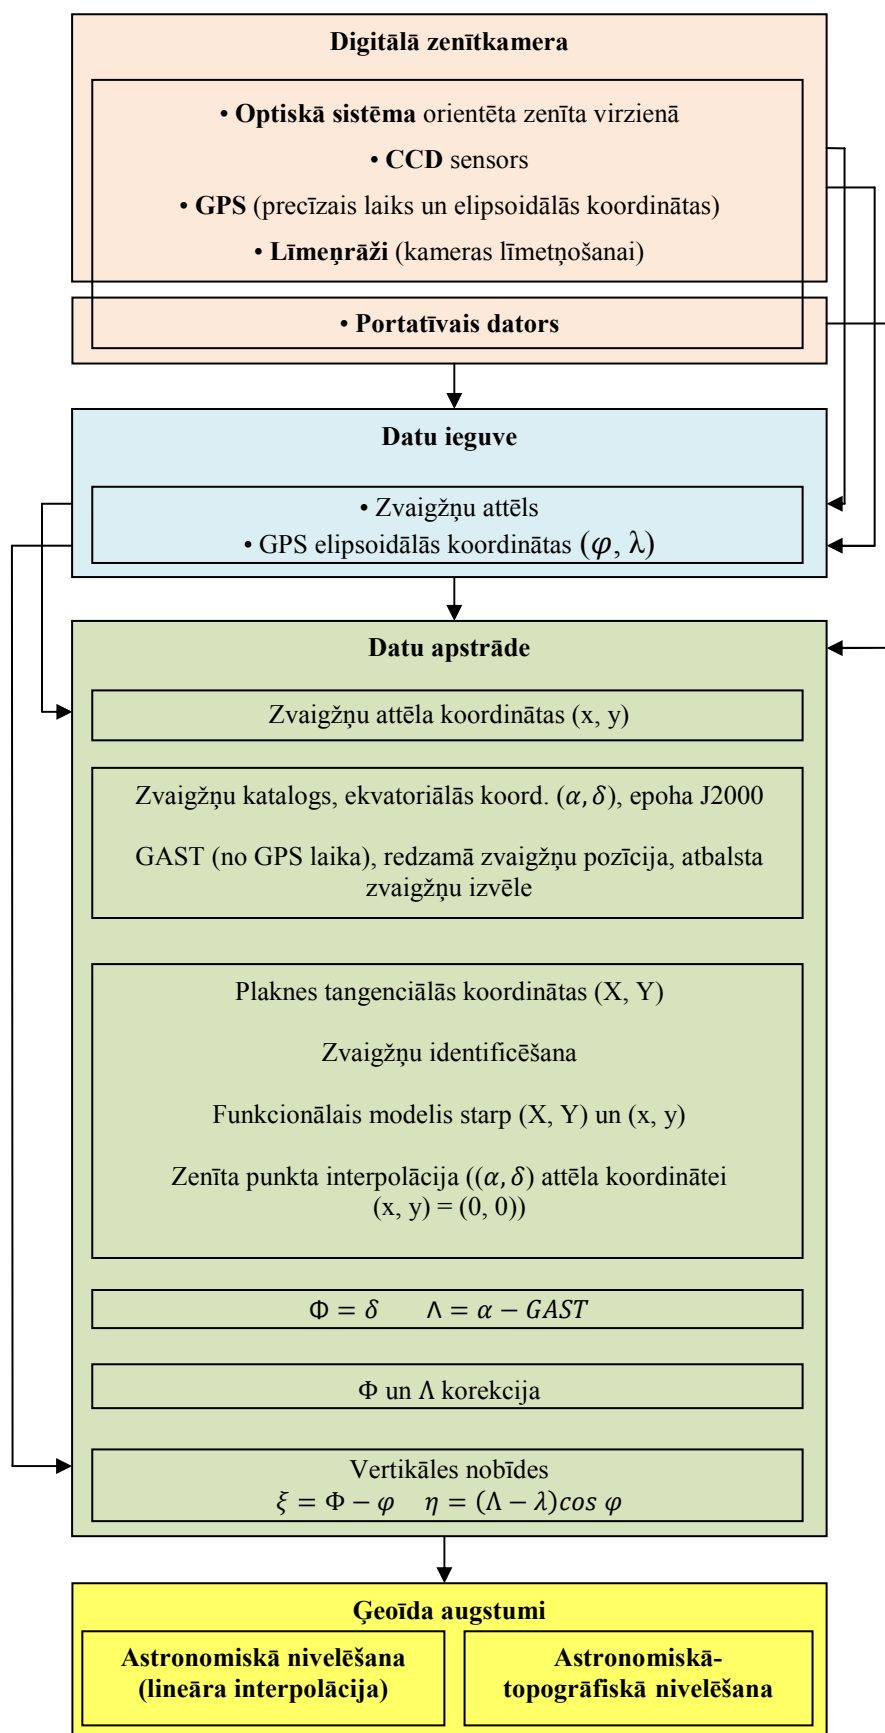 Digitālā zenītkamera
• Optiskā sistēma orientēta zenīta virzienā
• CCD sensors
• GPS (precīzais laiks un elipsoidālās koordinātas)
• Līmeņrāži (kameras līmetņošanai)
• Portatīvais dators
Datu ieguve
• Zvaigžņu attēls
• GPS elipsoidālās koordinātas (φ, λ)
Datu apstrāde
Zvaigžņu attēla koordinātas (x, y)
Zvaigžņu katalogs, ekvatoriālās koord. (α, δ), epoha J2000
GAST (no GPS laika), redzamā zvaigžņu pozīcija, atbalsta
zvaigžņu izvēle
Plaknes tangenciālās koordinātas (X, Y)
Zvaigžņu identificēšana
Funkcionālais modelis starp (X, Y) un (x, y)
Zenīta punkta interpolācija ((α, δ) attēla koordinātei
(x, y) = (0, 0))
Φ = δ Λ = α − GAST
Φ un Λ korekcija
Vertikāles nobīdes
ξ = Φ − φ η = (Λ − λ)cos φ
Ģeoīda augstumi
Astronomiskā nivelēšana
(lineāra interpolācija)
Astronomiskā-
topogrāfiskā nivelēšana